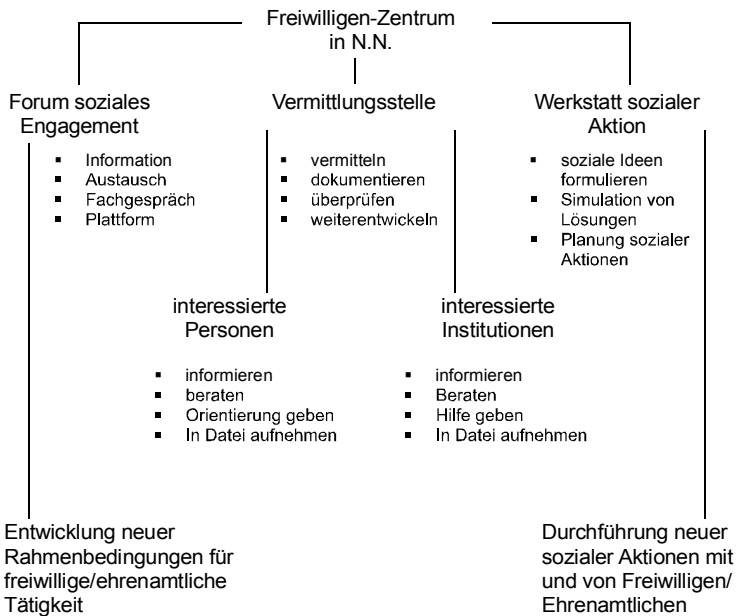 Freiwilligen-Zentrum
in N.N.
Forum soziales
Engagement
▪ Information
▪ Austausch
▪ Fachgespräch
▪ Plattform
Vermittlungsstelle
▪ vermitteln
▪ dokumentieren
▪ überprüfen
▪ weiterentwickeln
Werkstatt sozialer
Aktion
▪ soziale Ideen
formulieren
▪ Simulation von
Lösungen
▪ Planung sozialer
Aktionen
interessierte
Personen
▪ informieren
▪ beraten
▪ Orientierung geben
▪ In Datei aufnehmen
interessierte
Institutionen
▪ informieren
▪ Beraten
▪ Hilfe geben
▪ In Datei aufnehmen
Entwicklung neuer
Rahmenbedingungen für
freiwillige/ehrenamtliche
Tätigkeit
Durchführung neuer
sozialer Aktionen mit
und von Freiwilligen/
Ehrenamtlichen